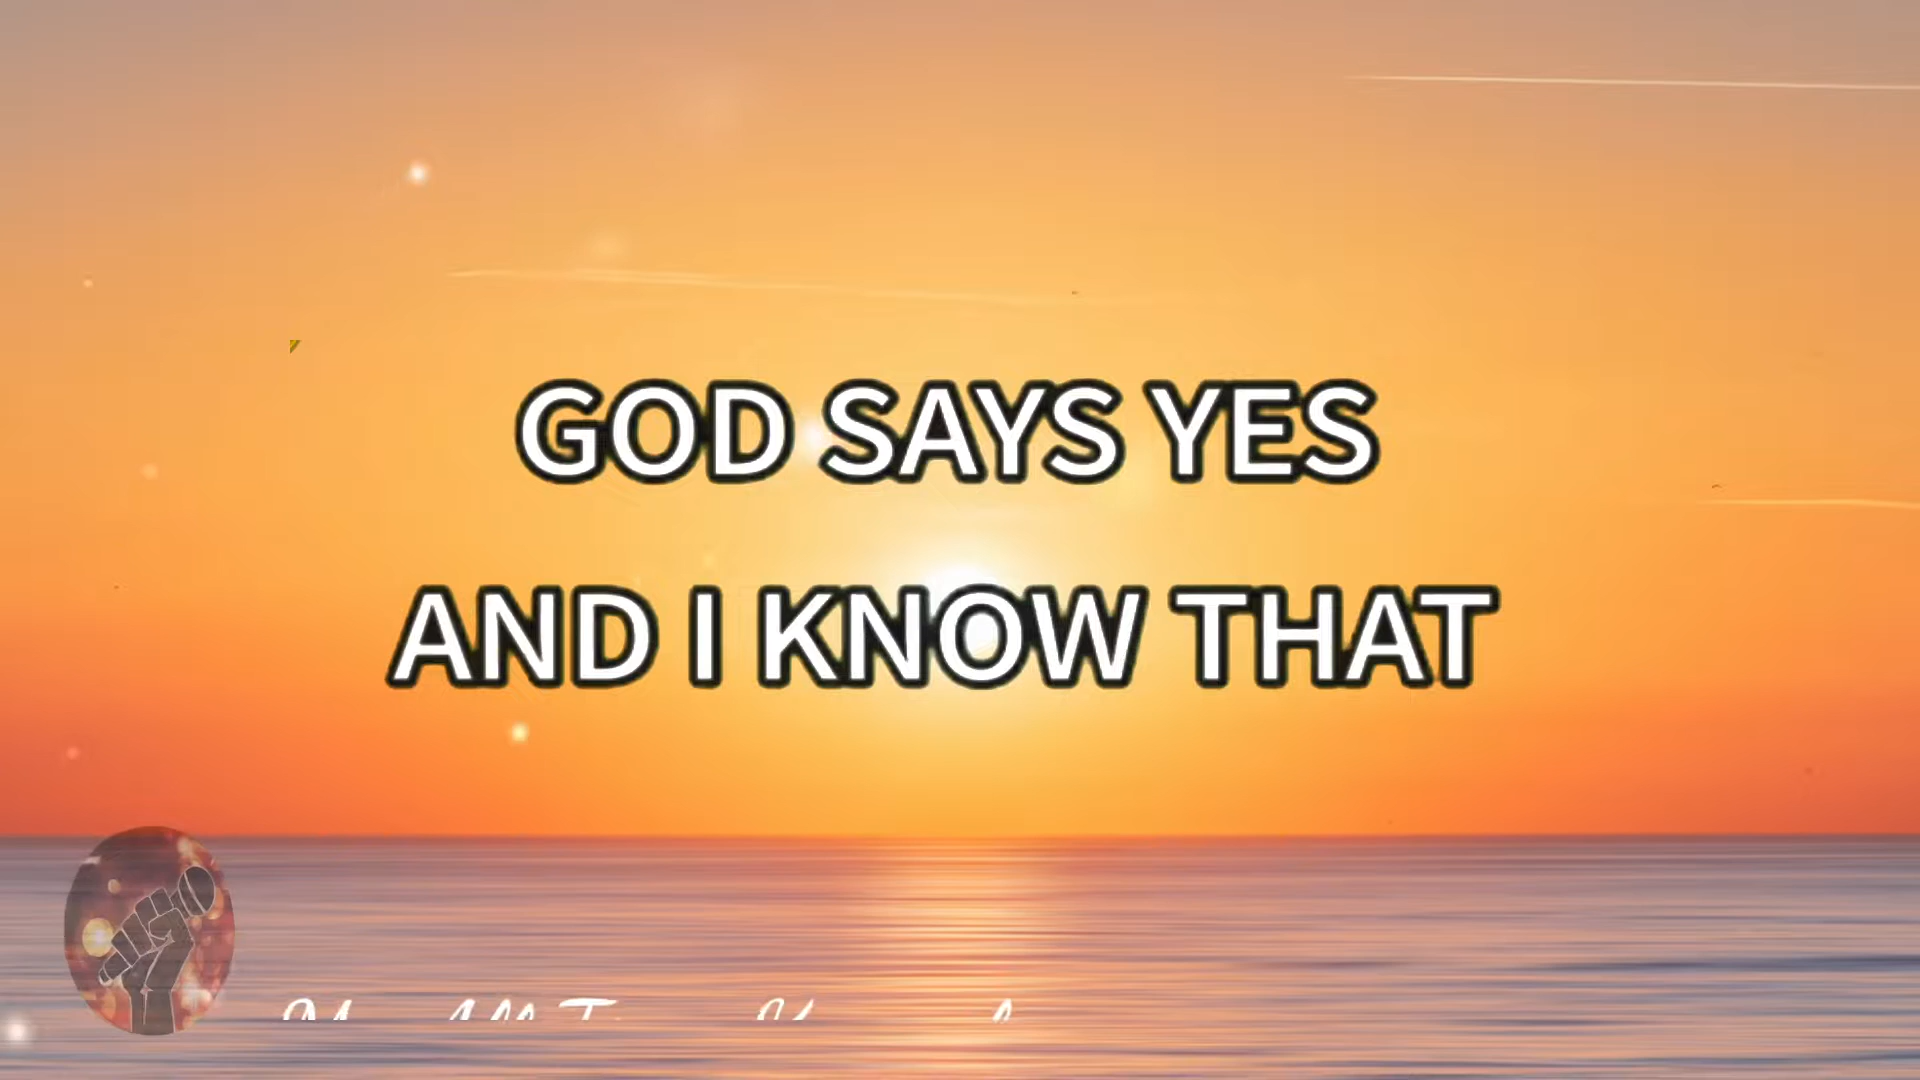 GOD SAYS YES
AND I KNOW THAT